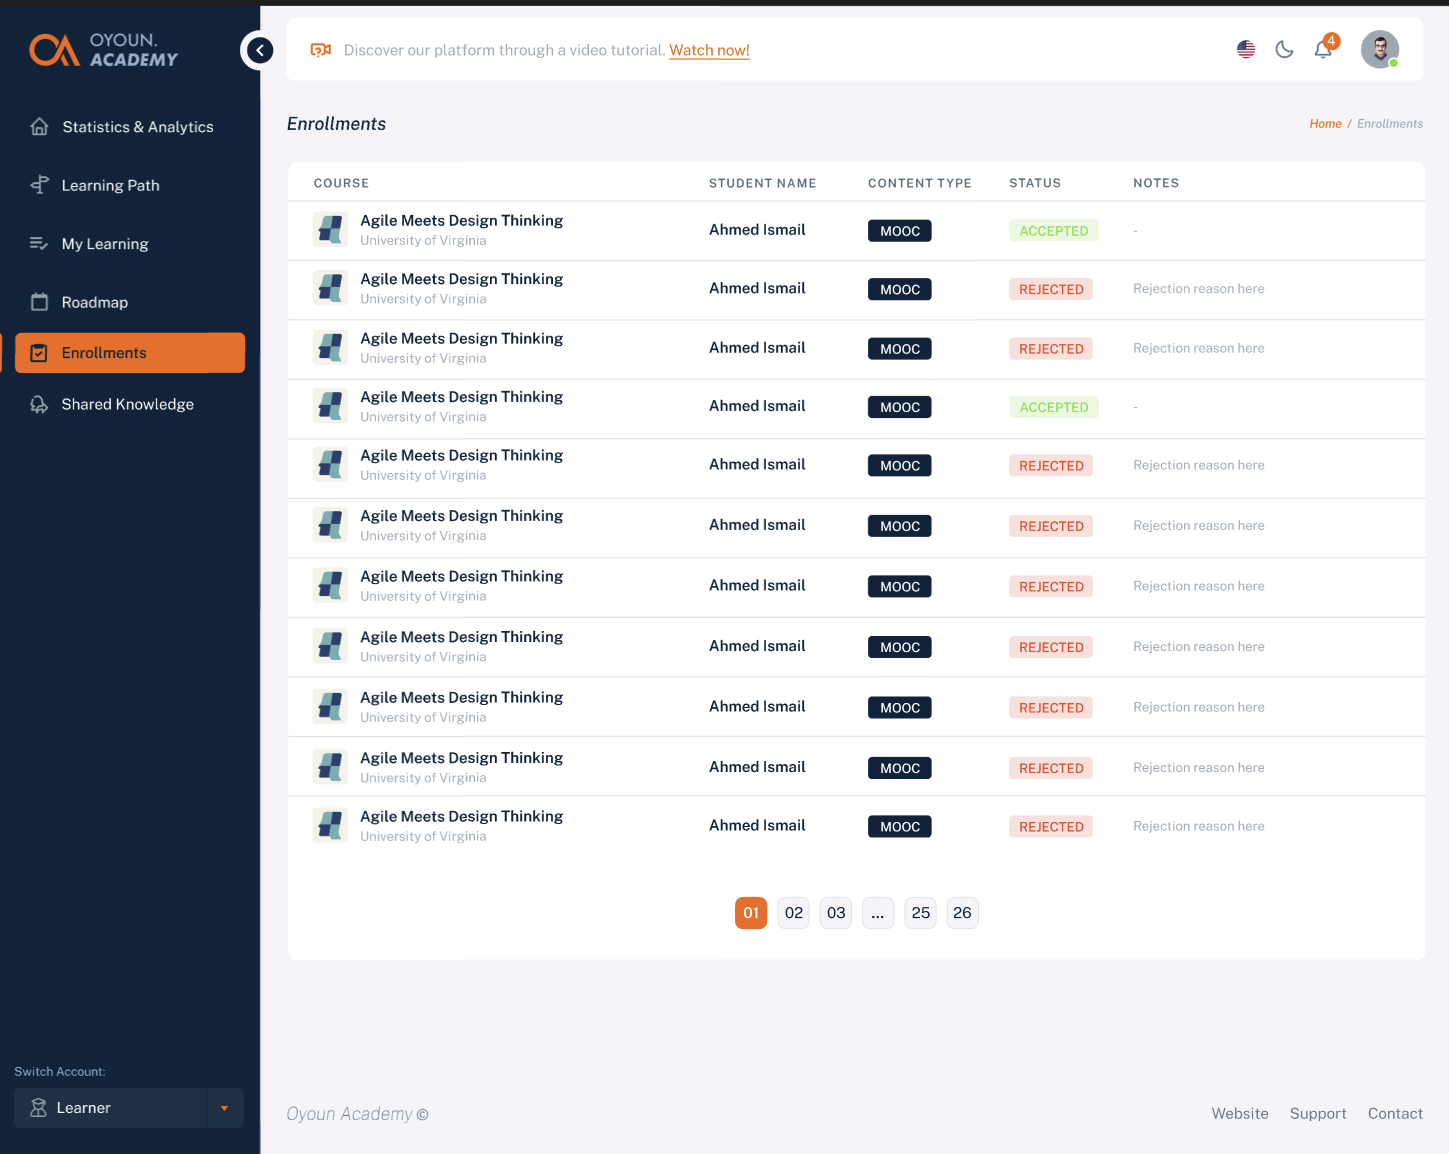 OYOUN.
ACADEMY
Discover our platform through a video tutorial. Watch now!
4
Statistics & Analytics
Learning Path
My Learning
Roadmap
Enrollments
Shared Knowledge
Switch Account:
Learner
Enrollments
Home / Enrollments
COURSE STUDENT NAME CONTENT TYPE STATUS NOTES
Agile Meets Design Thinking
University of Virginia
Ahmed Ismail MOOC ACCEPTED -
Agile Meets Design Thinking
University of Virginia
Ahmed Ismail MOOC REJECTED Rejection reason here
Agile Meets Design Thinking
University of Virginia
Ahmed Ismail MOOC REJECTED Rejection reason here
Agile Meets Design Thinking
University of Virginia
Ahmed Ismail MOOC ACCEPTED -
Agile Meets Design Thinking
University of Virginia
Ahmed Ismail MOOC REJECTED Rejection reason here
Agile Meets Design Thinking
University of Virginia
Ahmed Ismail MOOC REJECTED Rejection reason here
Agile Meets Design Thinking
University of Virginia
Ahmed Ismail MOOC REJECTED Rejection reason here
Agile Meets Design Thinking
University of Virginia
Ahmed Ismail MOOC REJECTED Rejection reason here
Agile Meets Design Thinking
University of Virginia
Ahmed Ismail MOOC REJECTED Rejection reason here
Agile Meets Design Thinking
University of Virginia
Ahmed Ismail MOOC REJECTED Rejection reason here
Agile Meets Design Thinking
University of Virginia
Ahmed Ismail MOOC REJECTED Rejection reason here
01 02 03 ... 25 26
Oyoun Academy ©
Website Support Contact